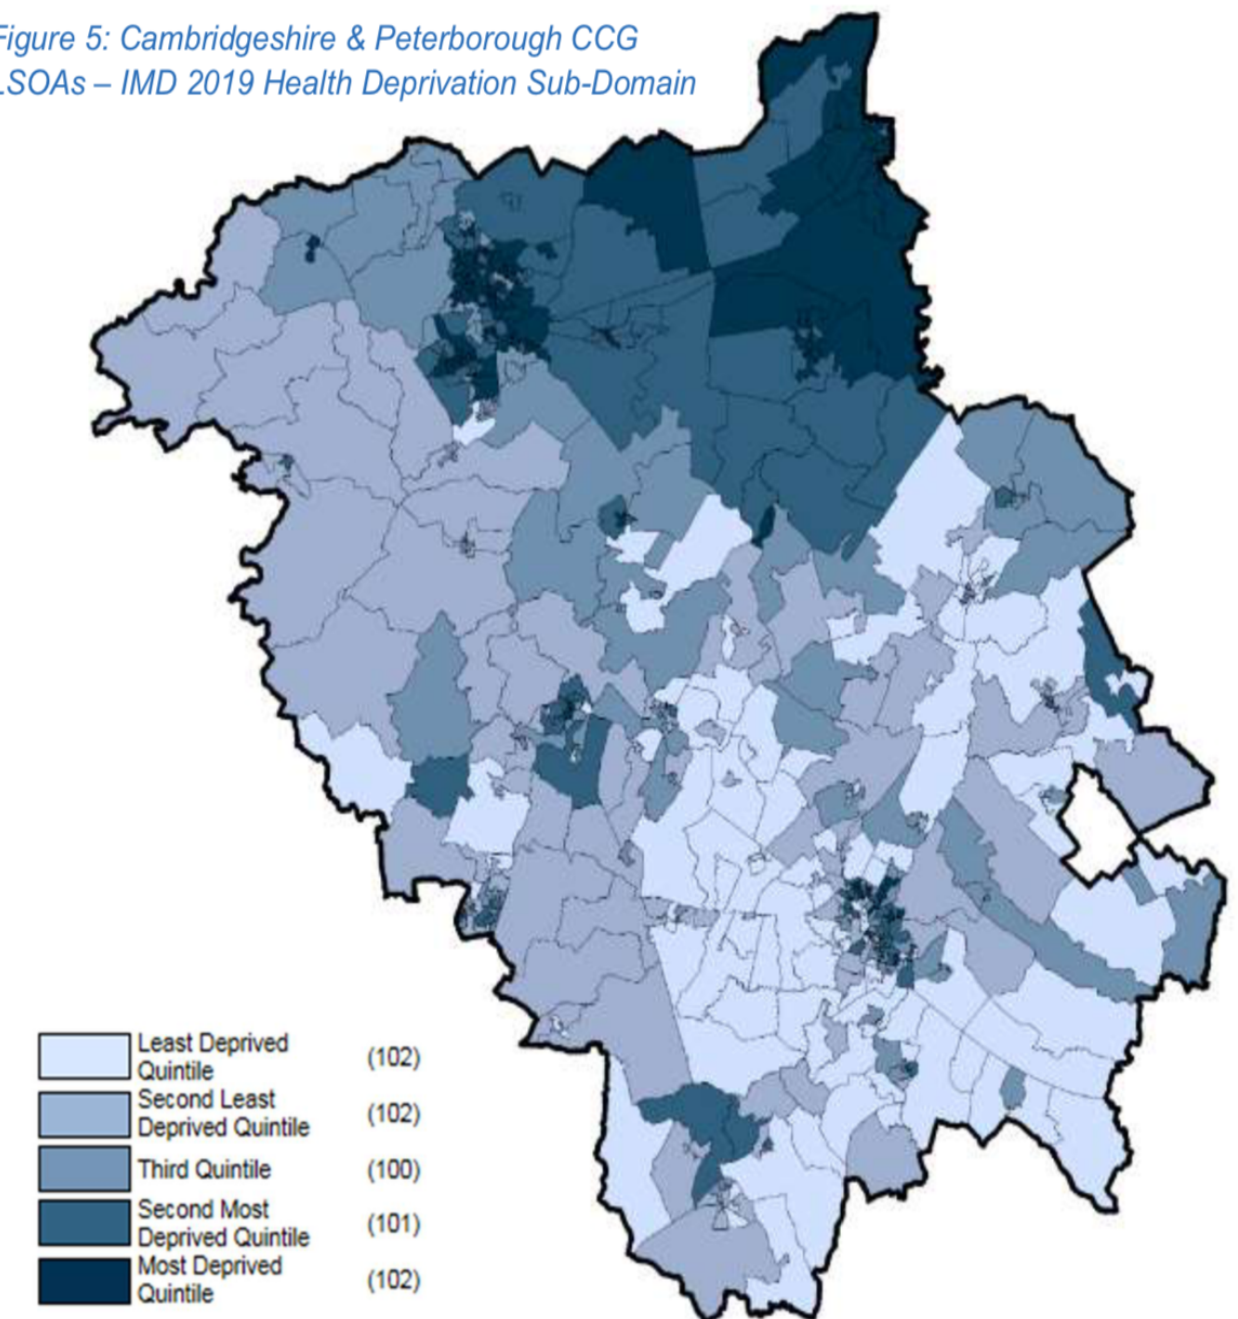 Figure 5: Cambridgeshire & Peterborough CCG
LSOAs – IMD 2019 Health Deprivation Sub-Domain
Least Deprived
Quintile (102)
Second Least
Deprived Quintile (102)
Third Quintile (100)
Second Most
Deprived Quintile (101)
Most Deprived
Quintile (102)